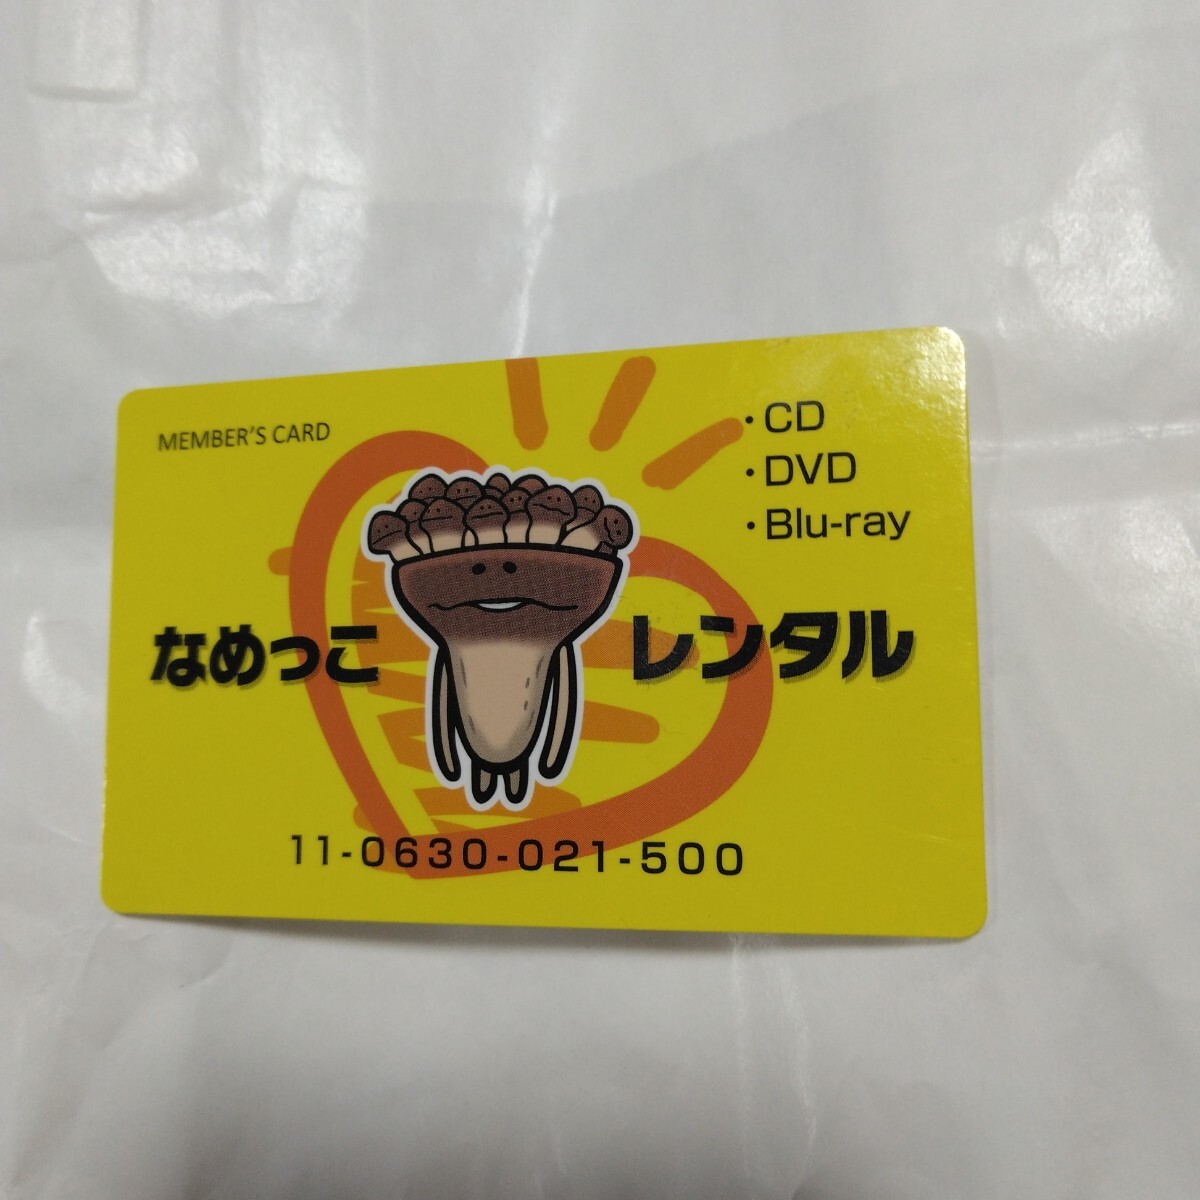 MEMBER'S CARD
・CD
・DVD
・Blu-ray
なめっこ レンタル
11-0630-021-500